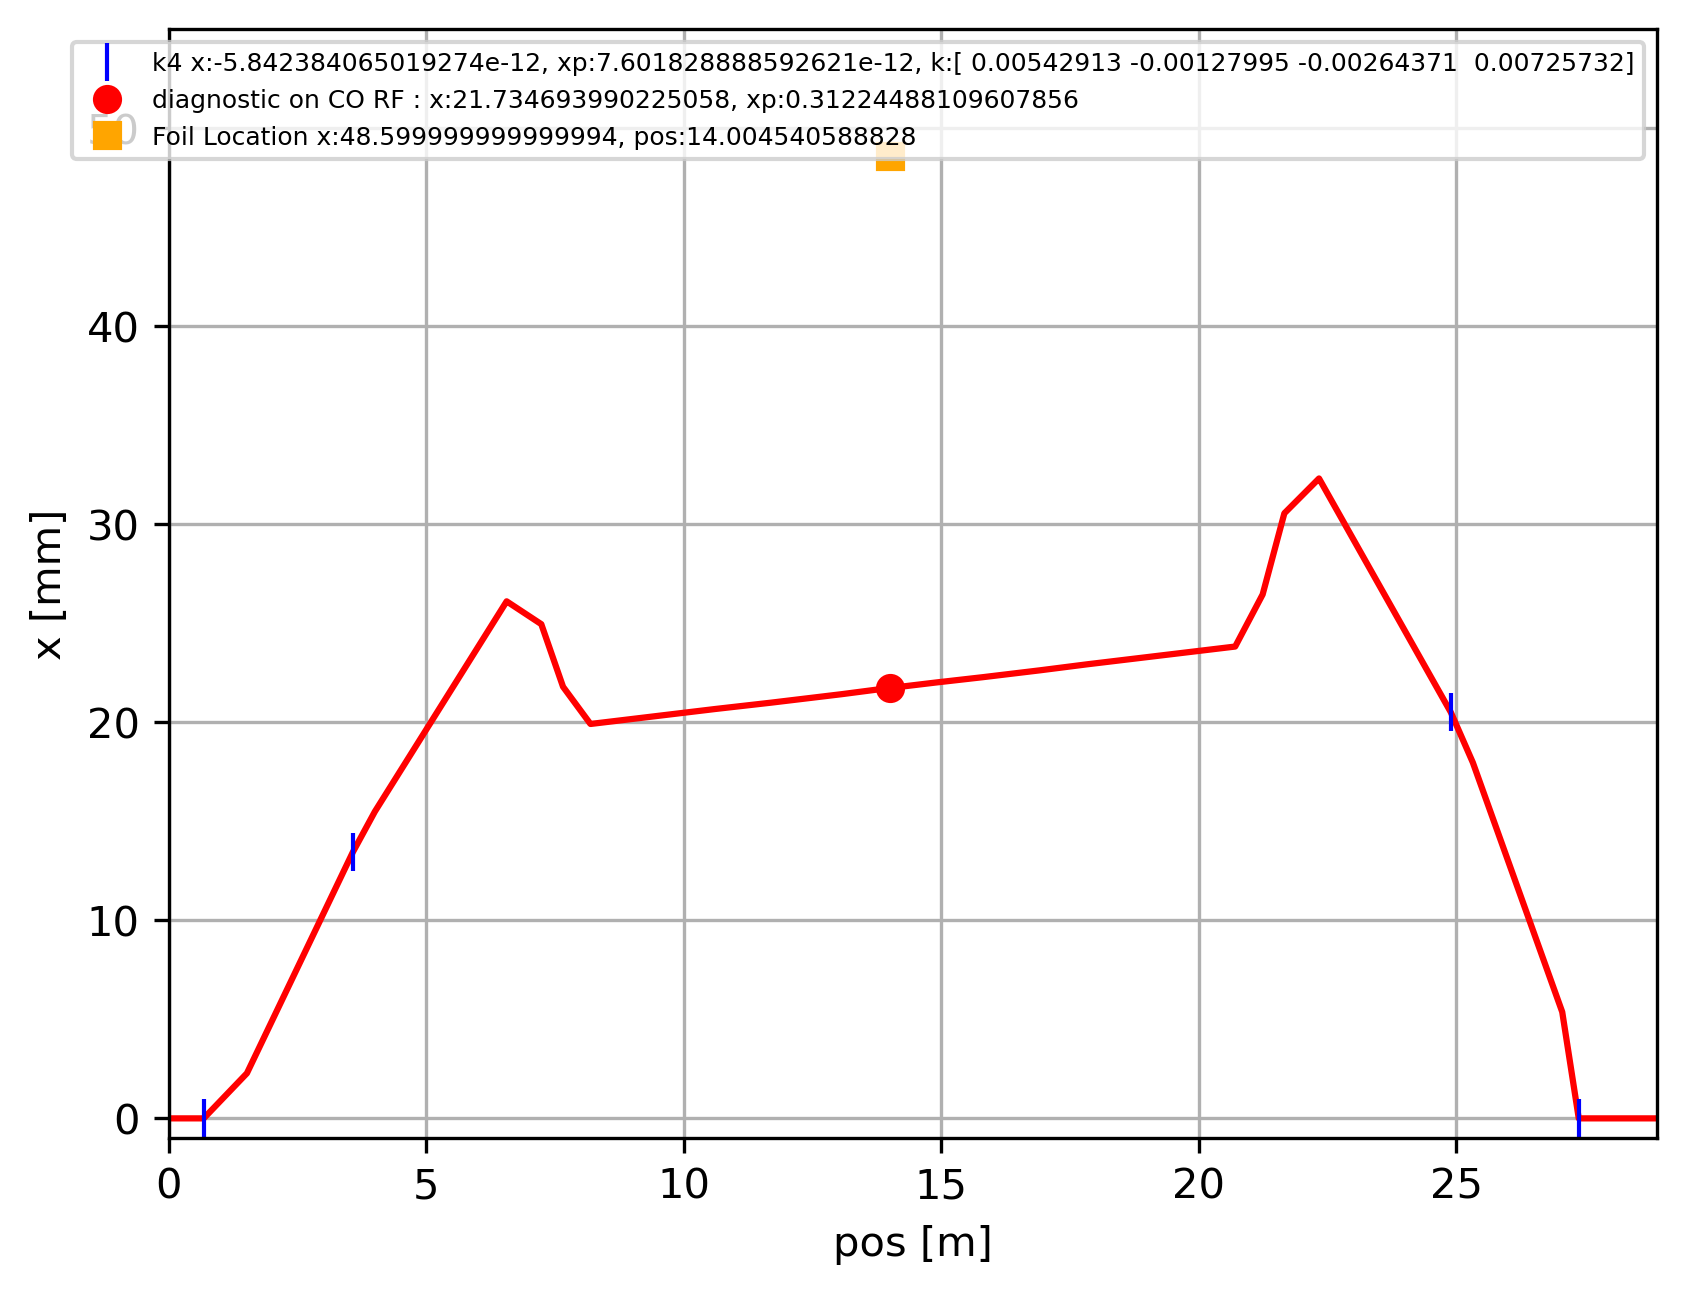 k4 x:-5.842384065019274e-12, xp:7.601828888592621e-12, k:[ 0.00542913 -0.00127995 -0.00264371  0.00725732]
diagnostic on CO RF : x:21.734693990225058, xp:0.31224488109607856
Foil Location x:48.599999999999994, pos:14.004540588828
50
40
30
20
10
0
x [mm]
0 5 10 15 20 25
pos [m]